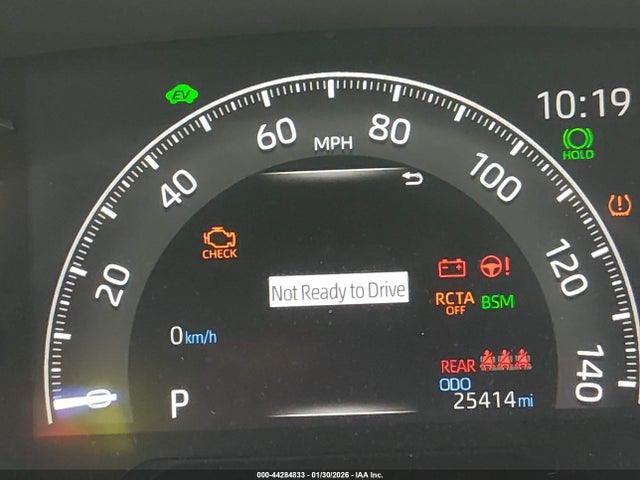 EV
10:19
HOLD
60
MPH
80
40
100
20
120
0
140
CHECK
Not Ready to Drive
!
RCTA
OFF
BSM
0km/h
REAR
ODO
P
25414mi
000-44284833 - 01/30/2026 - IAA Inc.